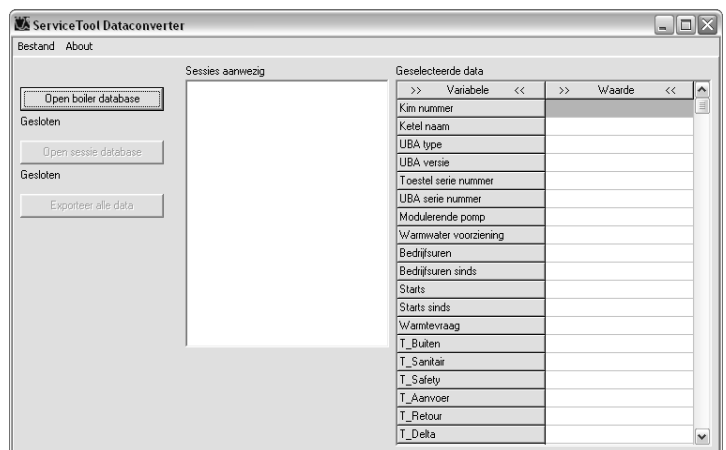 ServiceTool Dataconverter
Bestand About
Open boiler database
Gesloten
Open sessie database
Gesloten
Exporteer alle data
Sessies aanwezig
Geselecteerde data
>> Variabele << >> Waarde <<
Kim nummer
Ketel naam
UBA type
UBA versie
Toestel serie nummer
UBA serie nummer
Modulerende pomp
Warmwater voorziening
Bedrijfsuren
Bedrijfsuren sinds
Starts
Starts sinds
Warmtevraag
T_Buiten
T_Sanitair
T_Safety
T_Aanvoer
T_Retour
T_Delta